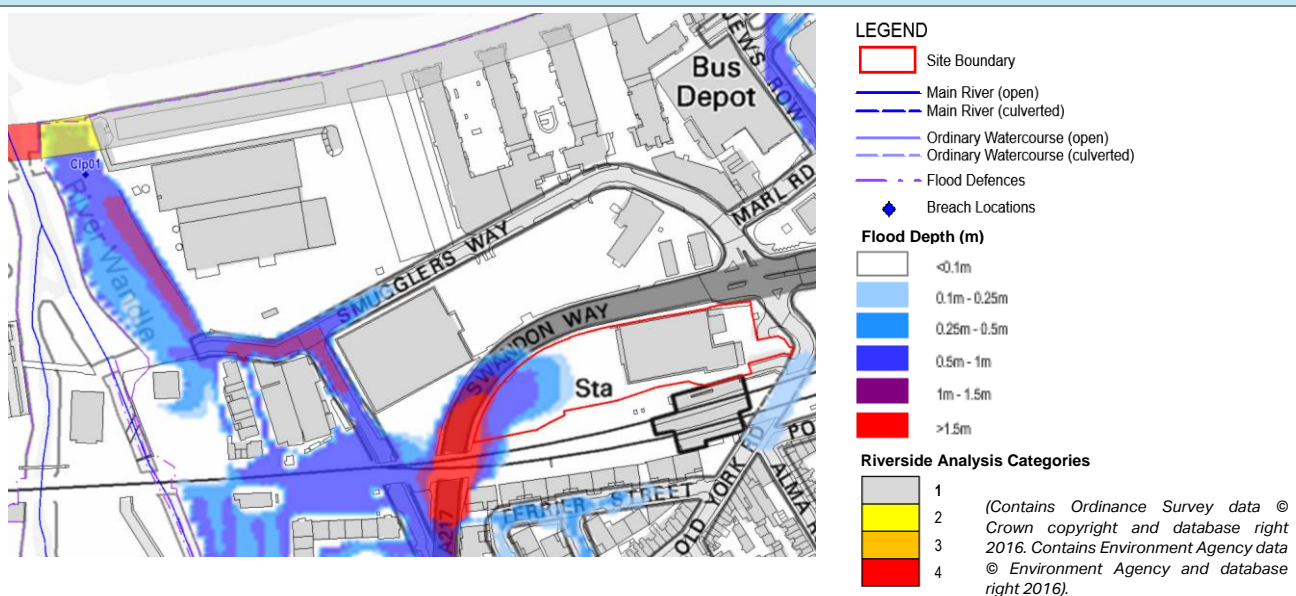 Bus
Depot
EWS ROW
Clp01
River Wandle
SMUGGLERS WAY
MARL RD
SWANDON WAY
Sta
TERRIER STREET
OLD YORK RD
PO
ALMA
A217
LEGEND
Site Boundary
Main River (open)
Main River (culverted)
Ordinary Watercourse (open)
Ordinary Watercourse (culverted)
Flood Defences
Breach Locations
Flood Depth (m)
<0.1m
0.1m - 0.25m
0.25m - 0.5m
0.5m - 1m
1m - 1.5m
>1.5m
Riverside Analysis Categories
1
2
3
4
(Contains Ordinance Survey data ©
Crown copyright and database right
2016. Contains Environment Agency data
© Environment Agency and database
right 2016).